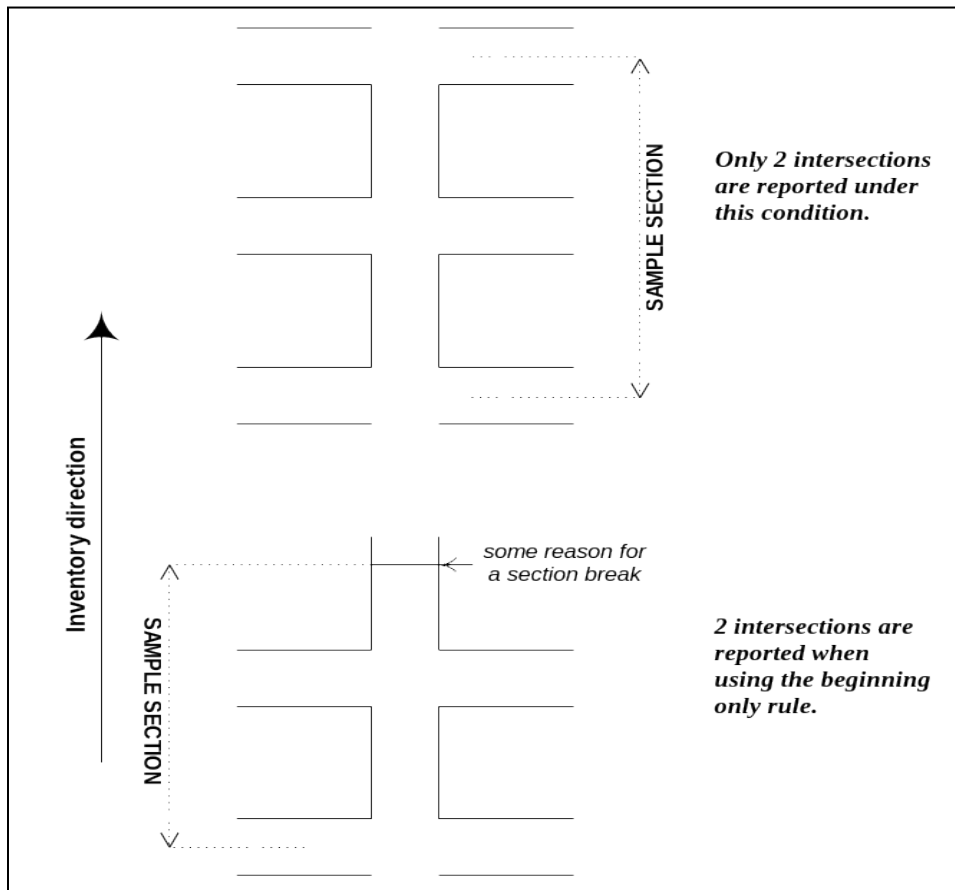 Only 2 intersections
are reported under
this condition.
SAMPLE SECTION
Inventory direction
some reason for
a section break
SAMPLE SECTION
2 intersections are
reported when
using the beginning
only rule.